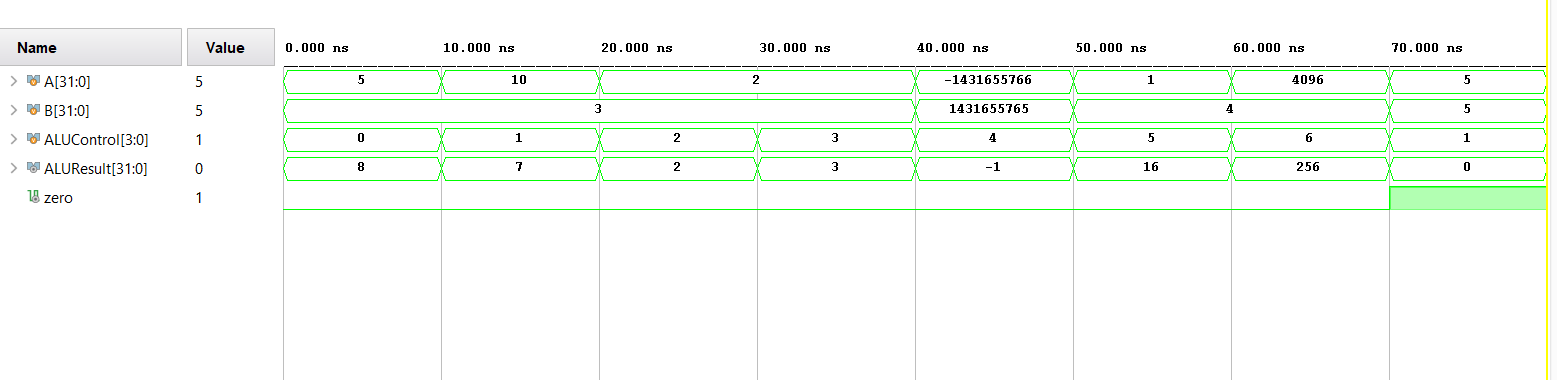 Name Value 0.000 ns 10.000 ns 20.000 ns 30.000 ns 40.000 ns 50.000 ns 60.000 ns 70.000 ns
A[31:0] 5 5 10 2 -1431655766 1 4096 5
B[31:0] 5 3 1431655765 4 5
ALUControl[3:0] 1 0 1 2 3 4 5 6 1
ALUResult[31:0] 0 8 7 2 3 -1 16 256 0
zero 1